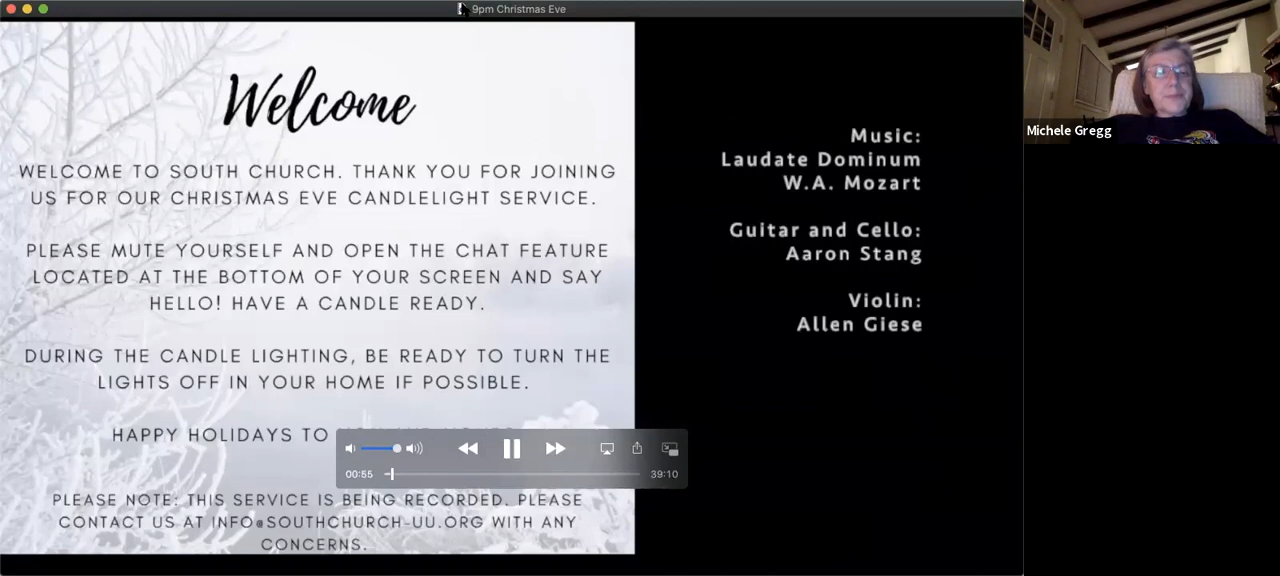 9pm Christmas Eve
Welcome
WELCOME TO SOUTH CHURCH. THANK YOU FOR JOINING
US FOR OUR CHRISTMAS EVE CANDLELIGHT SERVICE.
PLEASE MUTE YOURSELF AND OPEN THE CHAT FEATURE
LOCATED AT THE BOTTOM OF YOUR SCREEN AND SAY
HELLO! HAVE A CANDLE READY.
DURING THE CANDLE LIGHTING, BE READY TO TURN THE
LIGHTS OFF IN YOUR HOME IF POSSIBLE.
HAPPY HOLIDAYS TO
00:55
39:10
PLEASE NOTE: THIS SERVICE IS BEING RECORDED. PLEASE
CONTACT US AT INFO@SOUTHCHURCH-UU.ORG WITH ANY
CONCERNS.
Music:
Laudate Dominum
W.A. Mozart
Guitar and Cello:
Aaron Stang
Violin:
Allen Giese
Michele Gregg